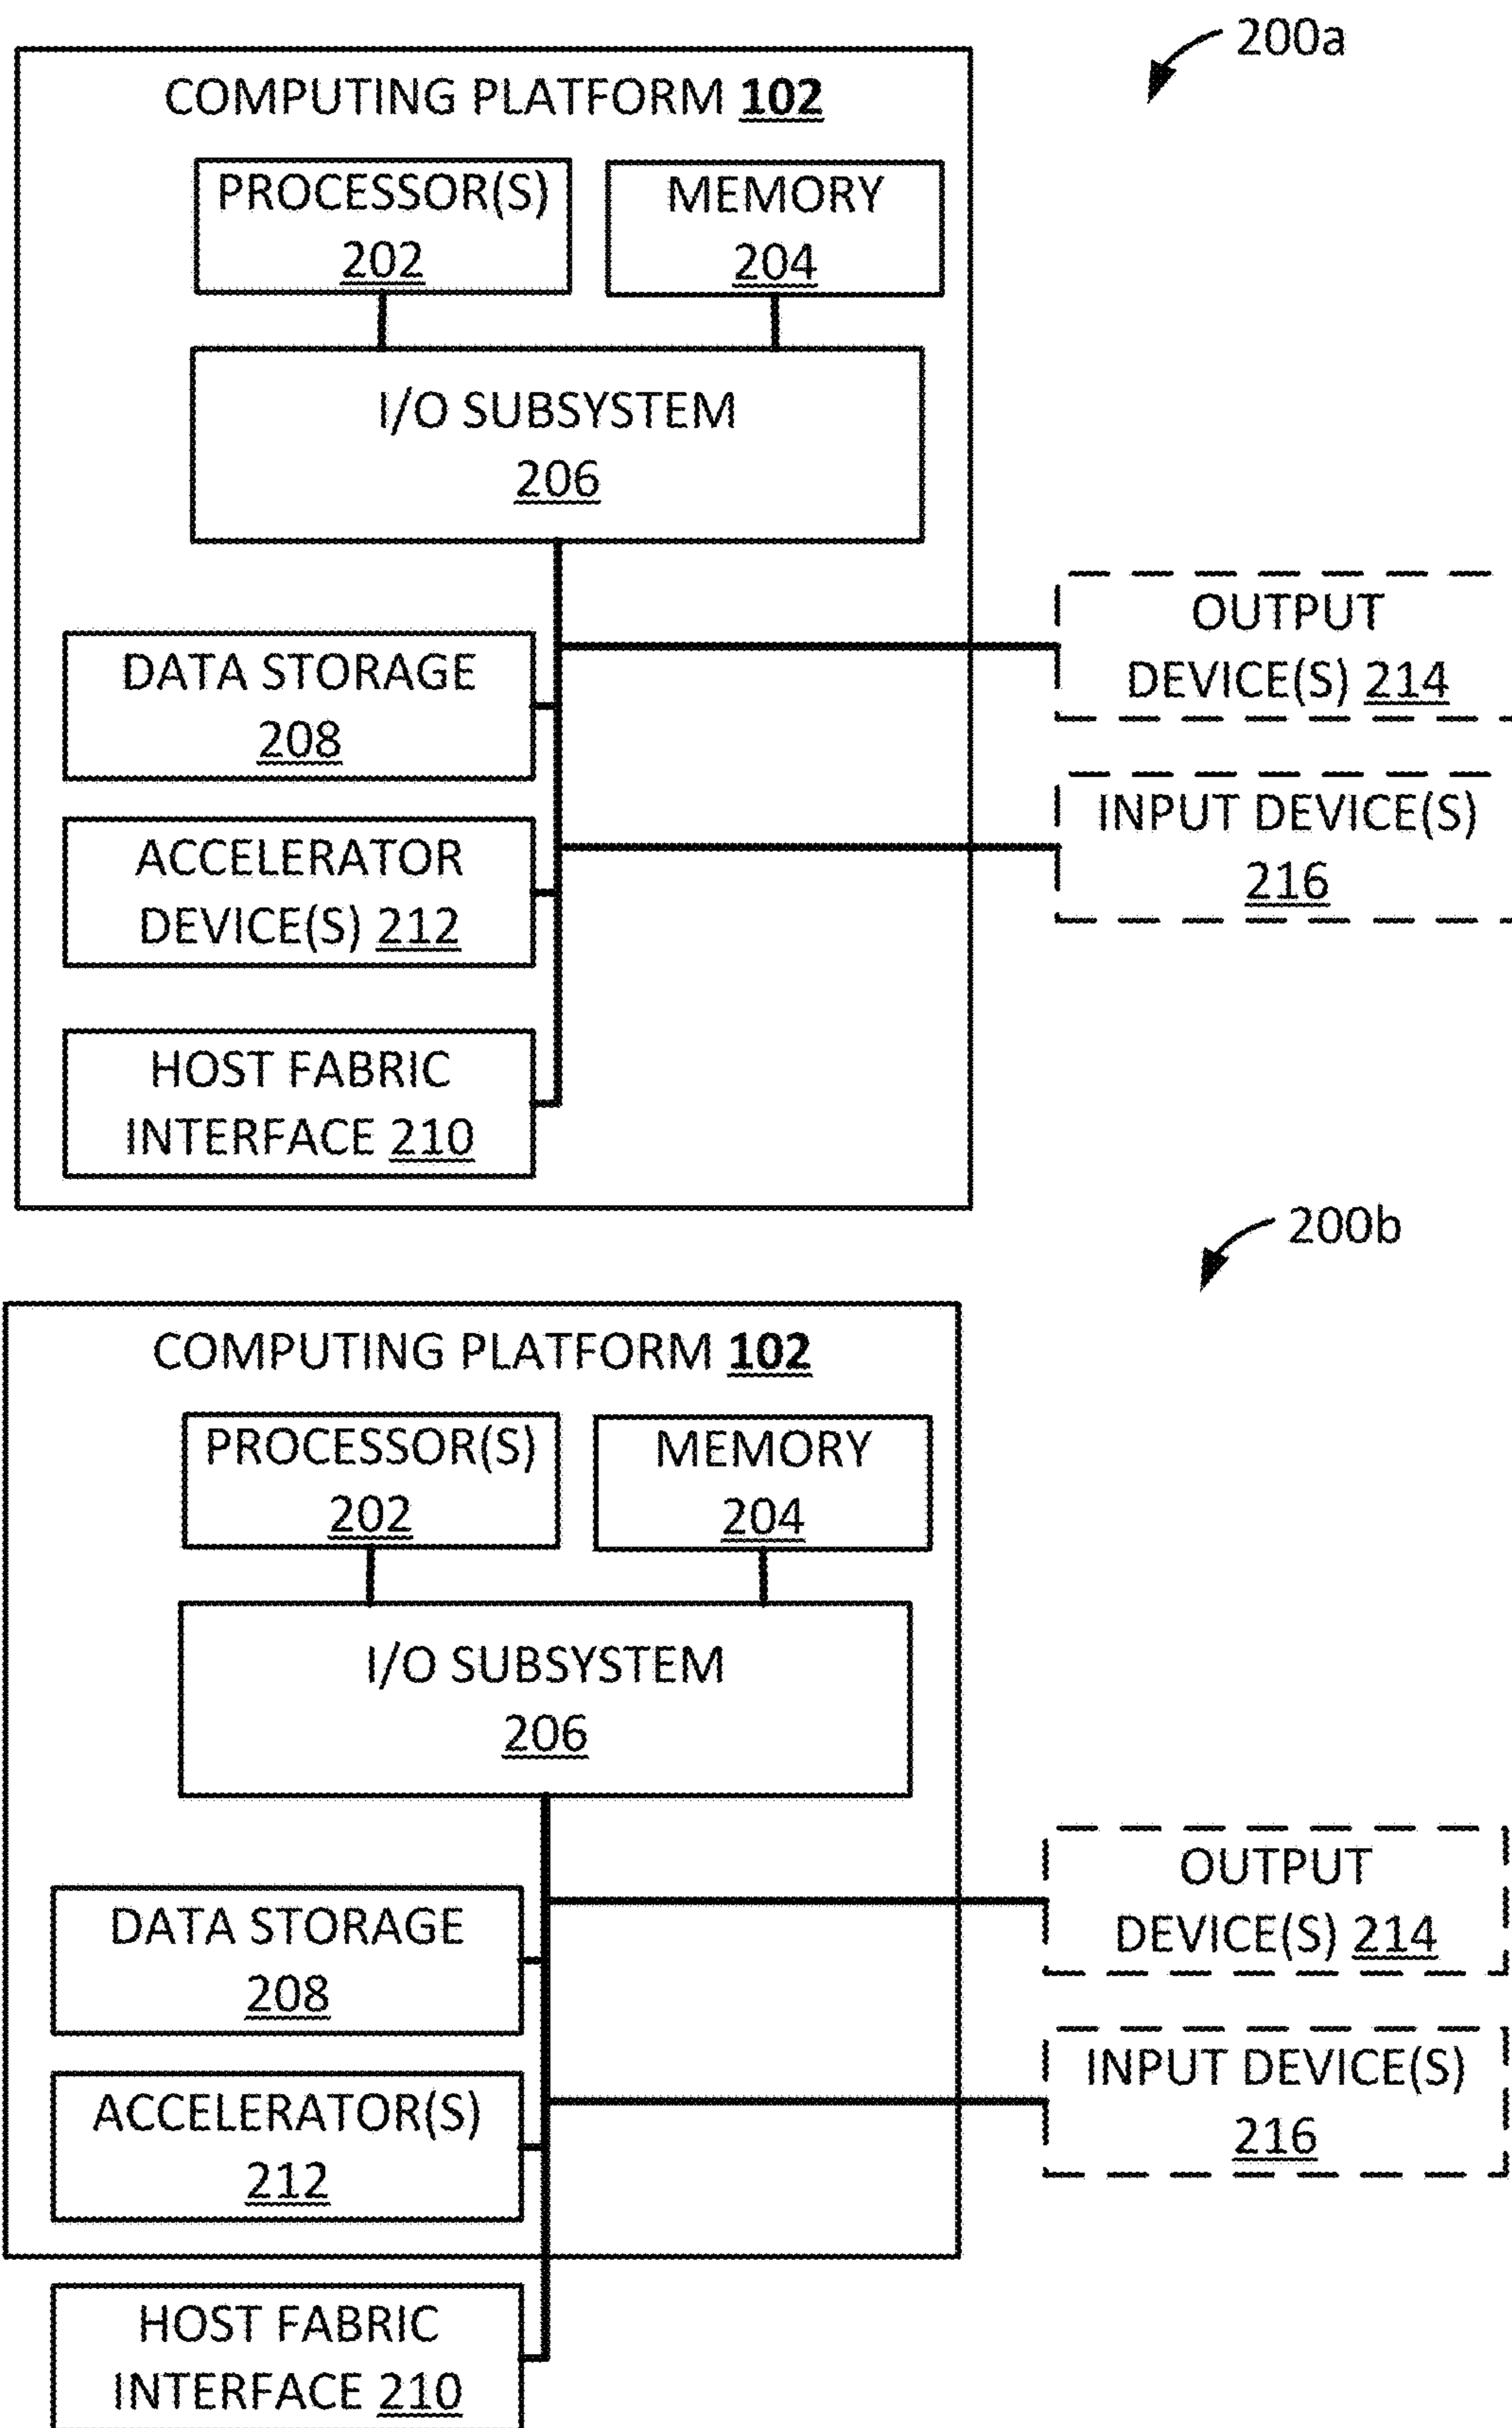 200a
COMPUTING PLATFORM 102
PROCESSOR(S)
202
MEMORY
204
I/O SUBSYSTEM
206
OUTPUT
DEVICE(S) 214
DATA STORAGE
208
INPUT DEVICE(S)
216
ACCELERATOR
DEVICE(S) 212
HOST FABRIC
INTERFACE 210
200b
COMPUTING PLATFORM 102
PROCESSOR(S)
202
MEMORY
204
I/O SUBSYSTEM
206
OUTPUT
DEVICE(S) 214
DATA STORAGE
208
INPUT DEVICE(S)
216
ACCELERATOR(S)
212
HOST FABRIC
INTERFACE 210